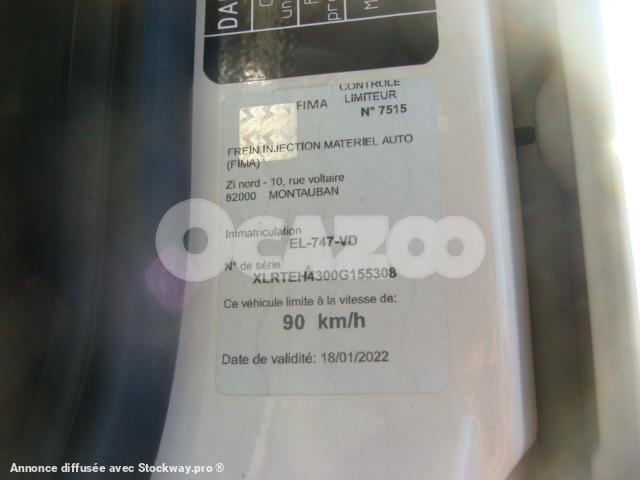 CONTROLE
FIMA LIMITEUR
N° 7515
FREIN INJECTION MATERIEL AUTO
(FIMA)
Zi nord - 10, rue voltaire
82000 MONTAUBAN
Immatriculation
EL-747-VD
OCAZOO
N° de série
XLRTEH4300G155308
Ce véhicule limite à la vitesse de:
90 km/h
Date de validité: 18/01/2022
Annonce diffusée avec Stockway.pro ®